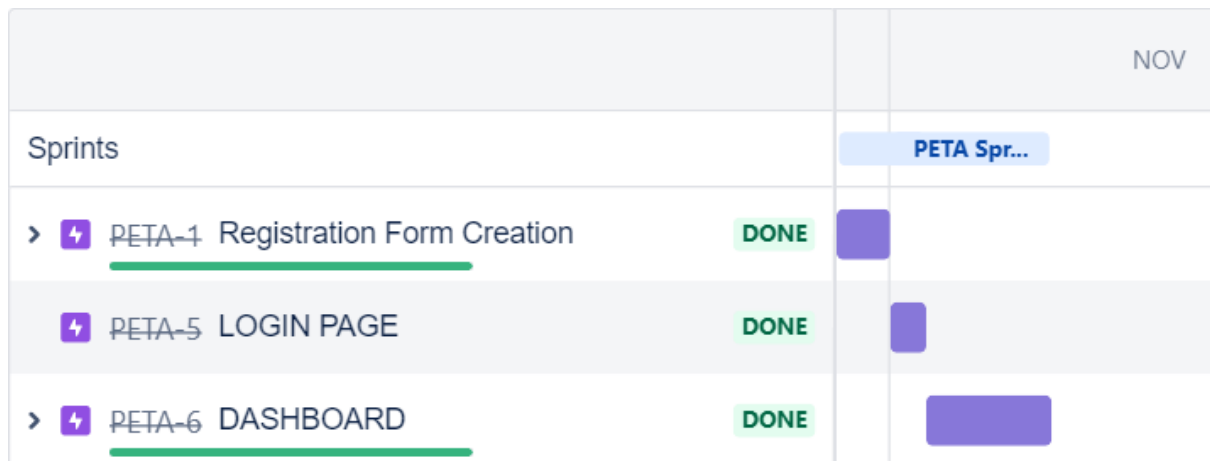 NOV
Sprints PETA Spr...
PETA-1 Registration Form Creation DONE
PETA-5 LOGIN PAGE DONE
PETA-6 DASHBOARD DONE